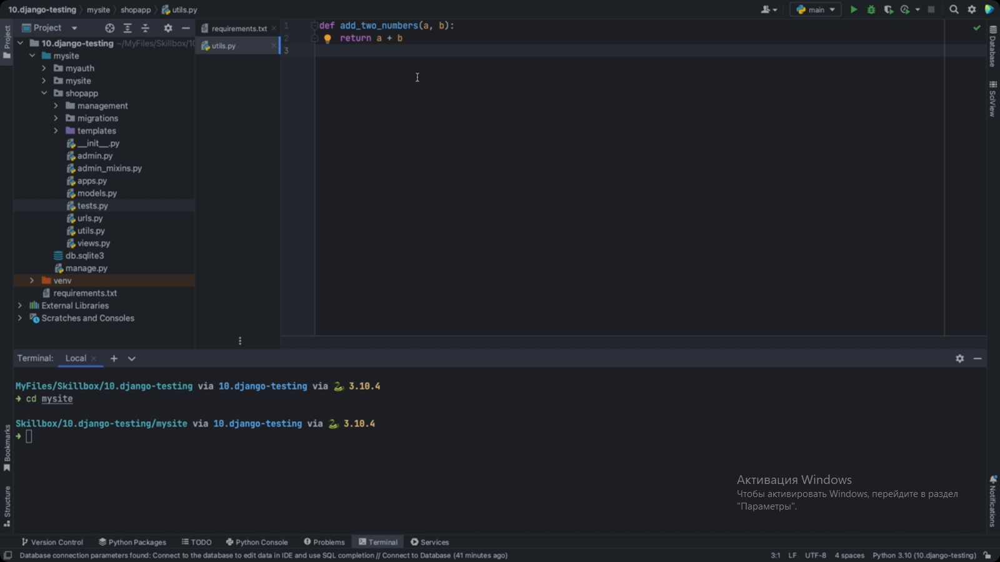 10.django-testing mysite shopapp utils.py
main
Project
Project
requirements.txt
utils.py
1 def add_two_numbers(a, b):
2 return a + b
3
10.django-testing ~/MyFiles/Skillbox/10
mysite
myauth
mysite
shopapp
management
migrations
templates
__init__.py
admin.py
admin_mixins.py
apps.py
models.py
tests.py
urls.py
utils.py
views.py
db.sqlite3
manage.py
venv
requirements.txt
External Libraries
Scratches and Consoles
Database
SciView
Terminal: Local
MyFiles/Skillbox/10.django-testing via 10.django-testing via 3.10.4
➜ cd mysite
Skillbox/10.django-testing/mysite via 10.django-testing via 3.10.4
➜
Bookmarks
Structure
Активация Windows
Чтобы активировать Windows, перейдите в раздел
"Параметры".
Notifications
Version Control Python Packages TODO Python Console Problems Terminal Services
Database connection parameters found: Connect to the database to edit data in IDE and use SQL completion // Connect to Database (41 minutes ago) 3:1 LF UTF-8 4 spaces Python 3.10 (10.django-testing)